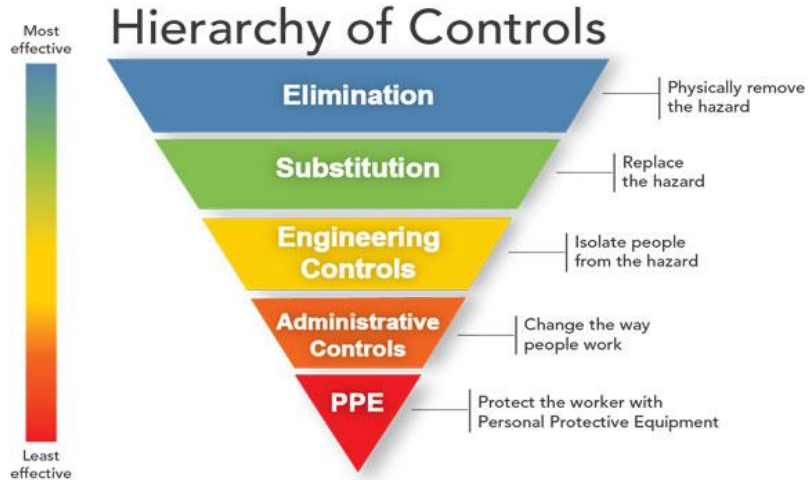 Hierarchy of Controls
Most
effective
Elimination
Physically remove
the hazard
Substitution
Replace
the hazard
Engineering
Controls
Isolate people
from the hazard
Administrative
Controls
Change the way
people work
PPE
Protect the worker with
Personal Protective Equipment
Least
effective